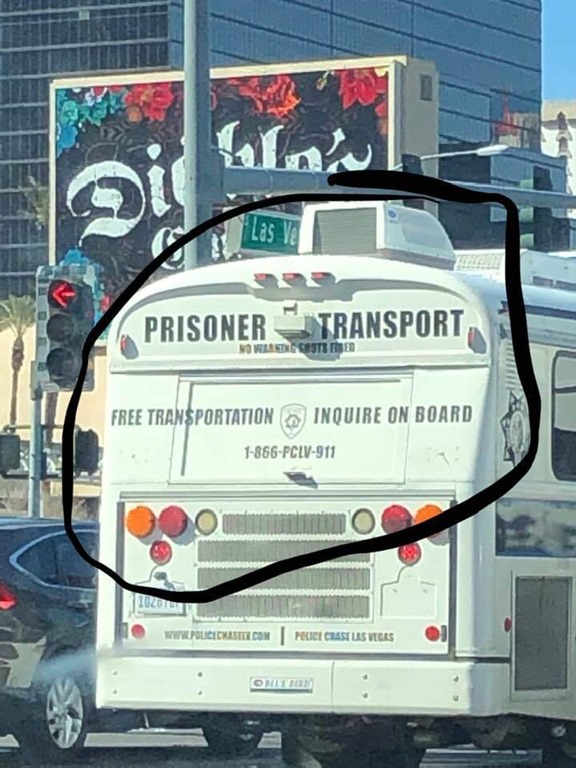 Diablo's
Las Ve
PRISONER TRANSPORT
NO WARNING SHOTS FIRED
FREE TRANSPORTATION INQUIRE ON BOARD
1-866-PCLV-911
WWW.POLICECHASELV.COM | POLICE CHASE LAS VEGAS
BLUE BIRD